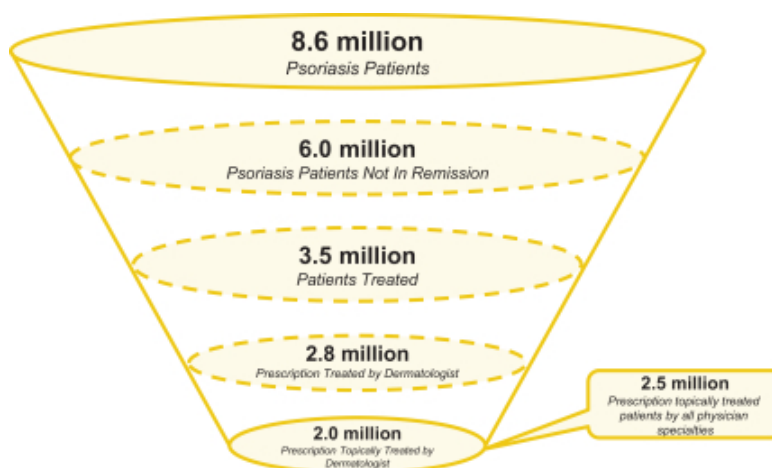 8.6 million
Psoriasis Patients
6.0 million
Psoriasis Patients Not In Remission
3.5 million
Patients Treated
2.8 million
Prescription Treated by Dermatologist
2.5 million
Prescription topically treated
patients by all physician
specialties
2.0 million
Prescription Topically Treated by
Dermatologist